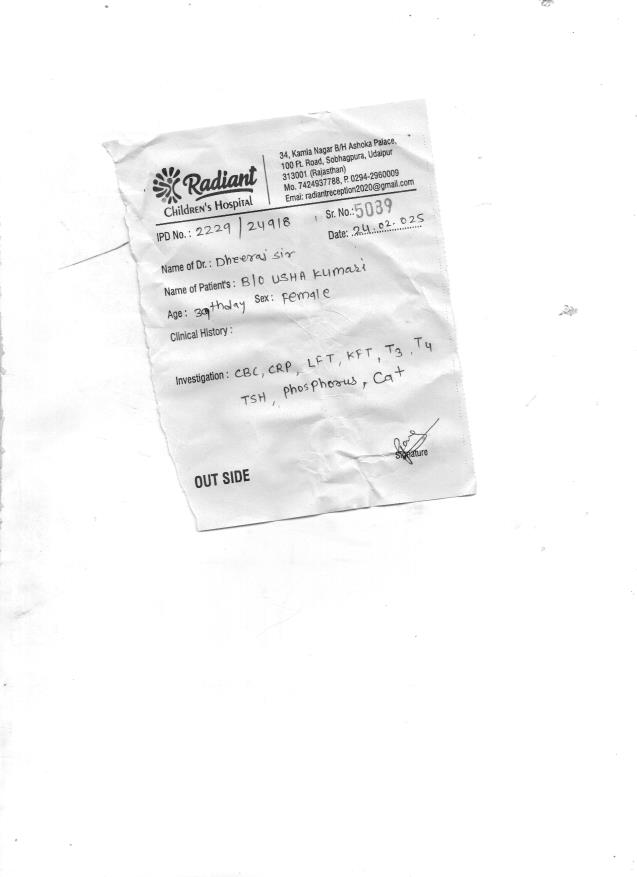 Radiant
Children's Hospital
34, Kamla Nagar B/H Ashoka Palace,
100 Ft. Road, Sobhagpura, Udaipur
313001 (Rajasthan)
Mo. 7424937788, P. 0294-2960009
Emai: radiantreception2020@gmail.com
IPD No.: 2229 / 24918 Sr. No.: 5039
Date: 24.02.025
Name of Dr.: Dheeraj sir
Name of Patient's: B/O USHA Kumari
Age: 39thday Sex: Female
Clinical History:
Investigation: CBC, CRP, LFT, KFT, T3, T4
TSH, phosphorus, Ca+
Signature
OUT SIDE